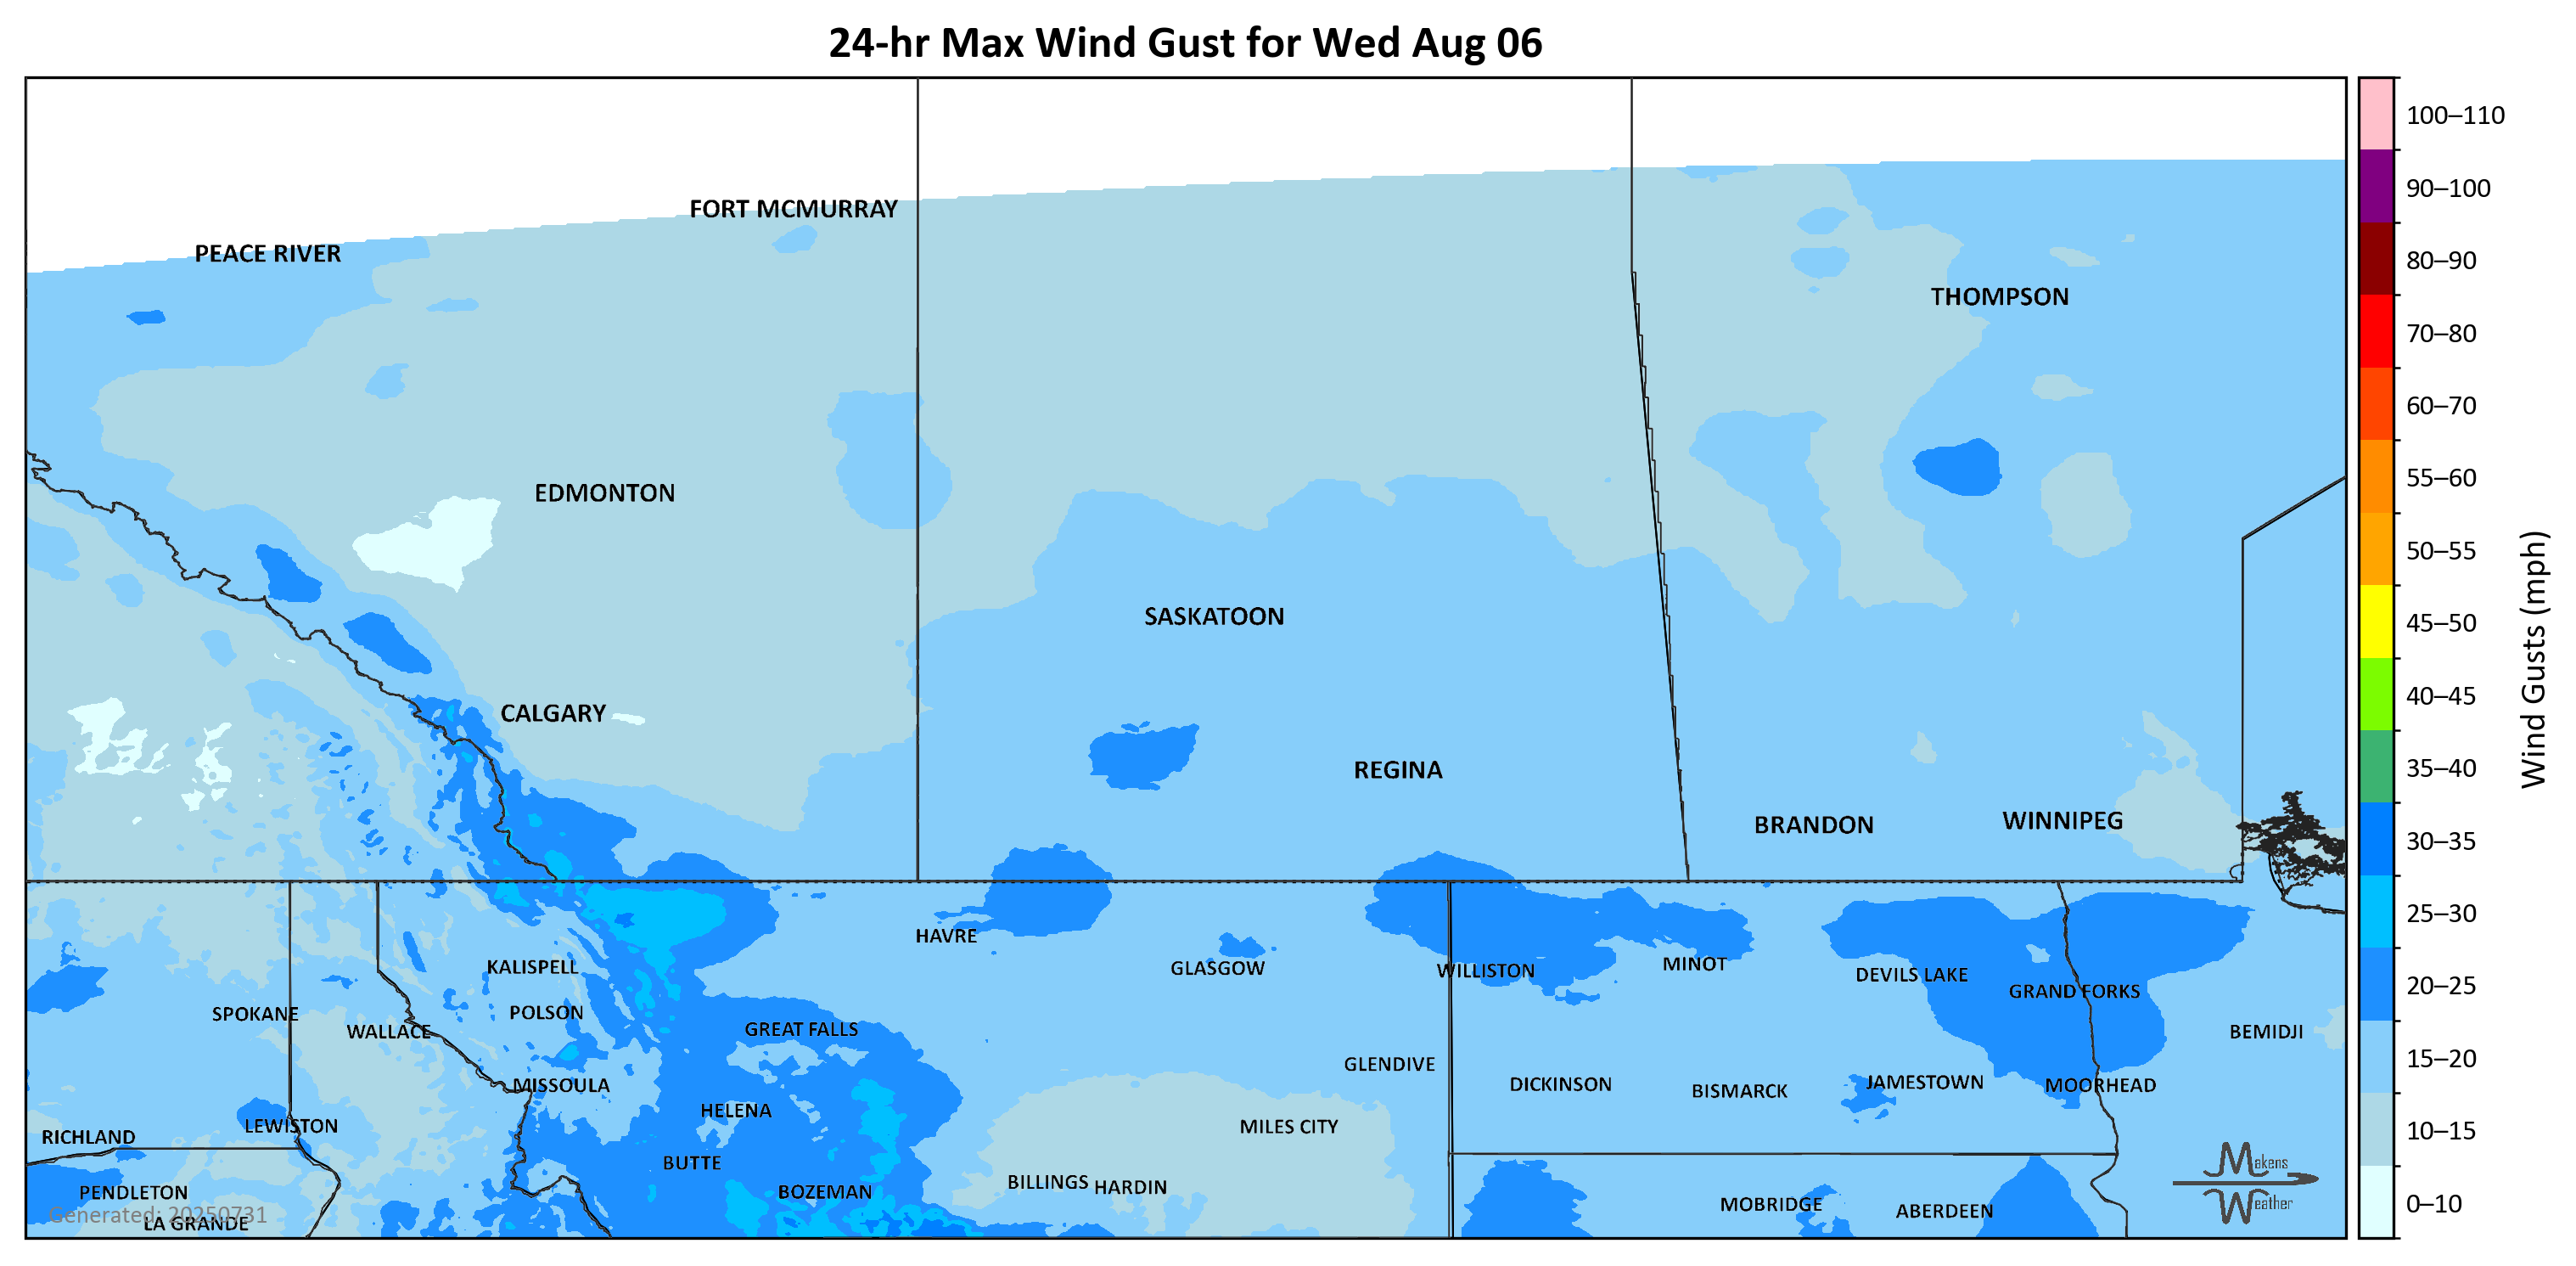 24-hr Max Wind Gust for Wed Aug 06
100–110
90–100
80–90
70–80
60–70
55–60
50–55
45–50
40–45
35–40
30–35
25–30
20–25
15–20
10–15
0–10
Wind Gusts (mph)
FORT MCMURRAY
PEACE RIVER
THOMPSON
EDMONTON
SASKATOON
CALGARY
REGINA
BRANDON
WINNIPEG
HAVRE
KALISPELL
GLASGOW
WILLISTON
MINOT
DEVILS LAKE
GRAND FORKS
SPOKANE
POLSON
WALLACE
GREAT FALLS
BEMIDJI
GLENDIVE
MISSOULA
DICKINSON
BISMARCK
JAMESTOWN
MOORHEAD
HELENA
LEWISTON
MILES CITY
RICHLAND
BUTTE
BILLINGS
HARDIN
PENDLETON
BOZEMAN
MOBRIDGE
ABERDEEN
Generated: 20250731
LA GRANDE
Makens
Weather